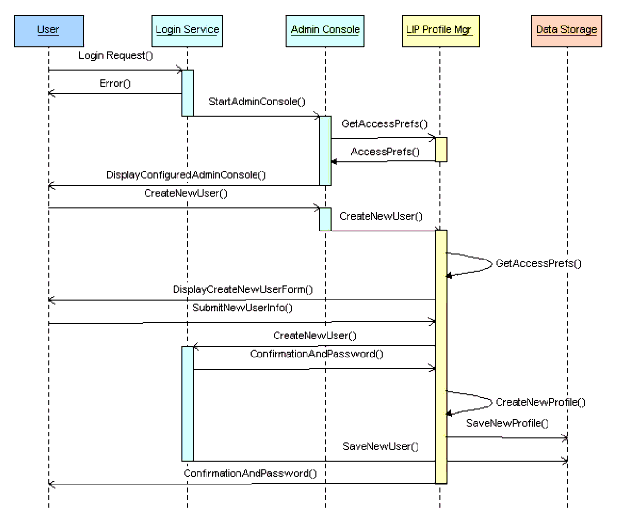 User
Login Service
Admin Console
LIP Profile Mgr
Data Storage
Login Request()
Error()
StartAdminConsole()
GetAccessPrefs()
AccessPrefs()
DisplayConfiguredAdminConsole()
CreateNewUser()
CreateNewUser()
GetAccessPrefs()
DisplayCreateNewUserForm()
SubmitNewUserInfo()
CreateNewUser()
ConfirmationAndPassword()
CreateNewProfile()
SaveNewProfile()
SaveNewUser()
ConfirmationAndPassword()